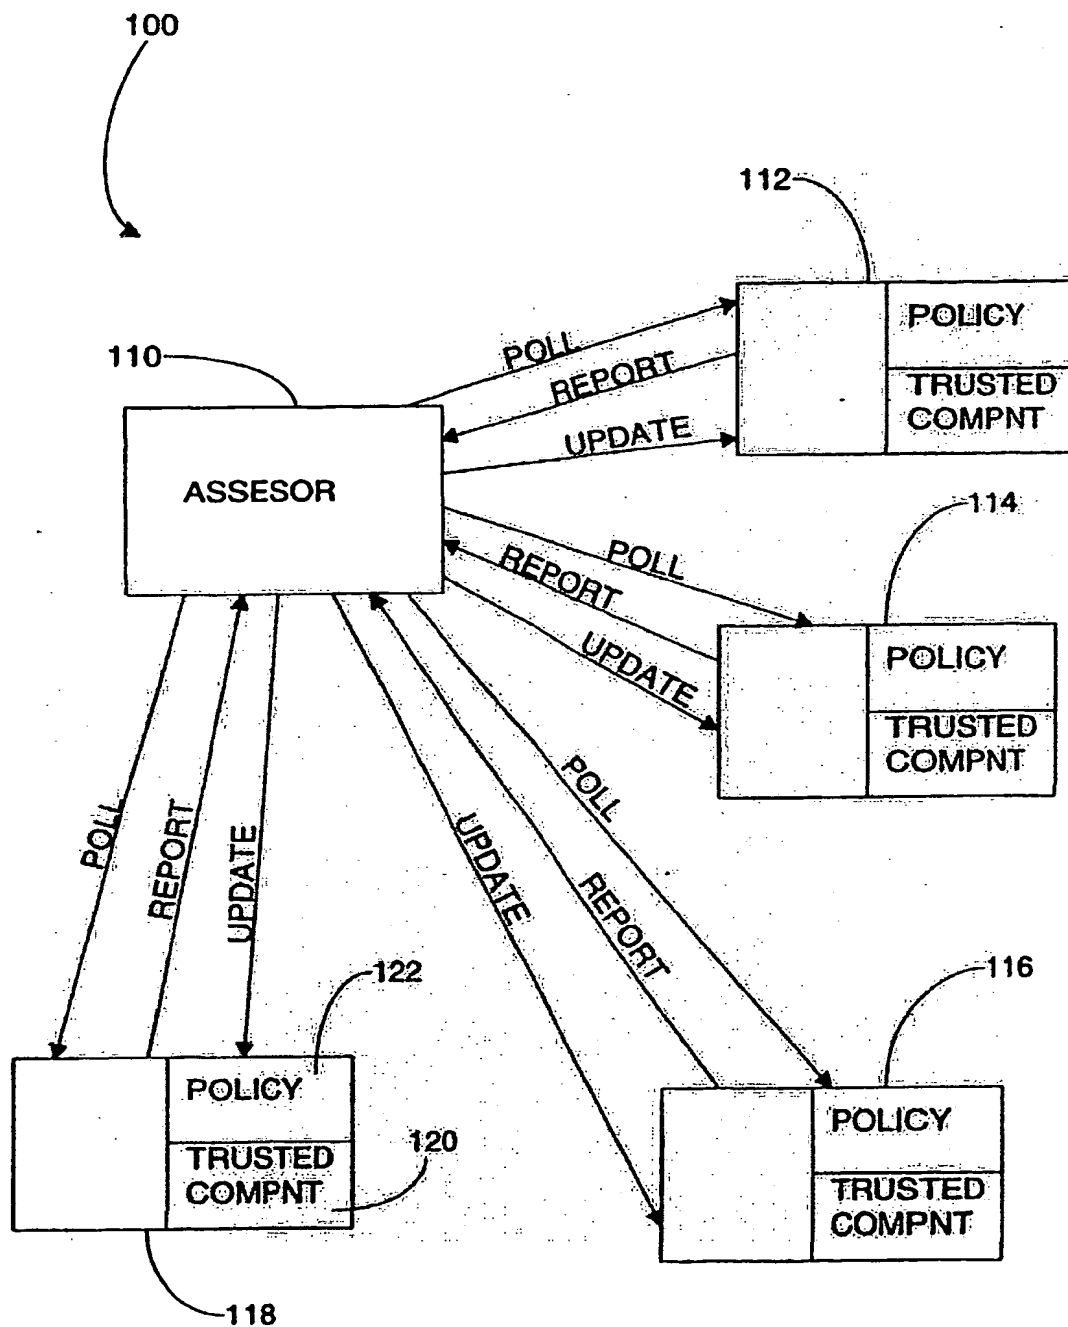 100
112
POLICY
TRUSTED
COMPNT
110
POLL
REPORT
UPDATE
ASSESOR
114
POLL
REPORT
UPDATE
POLICY
TRUSTED
COMPNT
POLL
REPORT
UPDATE
UPDATE
REPORT
POLL
122
POLICY
120
TRUSTED
COMPNT
118
116
POLICY
TRUSTED
COMPNT